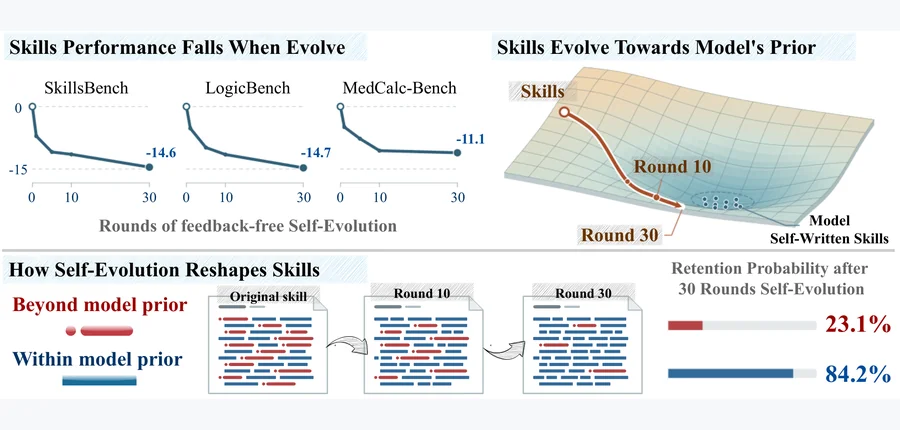 Skills Performance Falls When Evolve
SkillsBench
LogicBench
MedCalc-Bench
0
-15
-14.6
-14.7
-11.1
0
10
30
0
10
30
0
10
30
Rounds of feedback-free Self-Evolution
Skills Evolve Towards Model's Prior
Skills
Round 10
Round 30
Model
Self-Written Skills
How Self-Evolution Reshapes Skills
Beyond model prior
Within model prior
Original skill
Round 10
Round 30
Retention Probability after
30 Rounds Self-Evolution
23.1%
84.2%